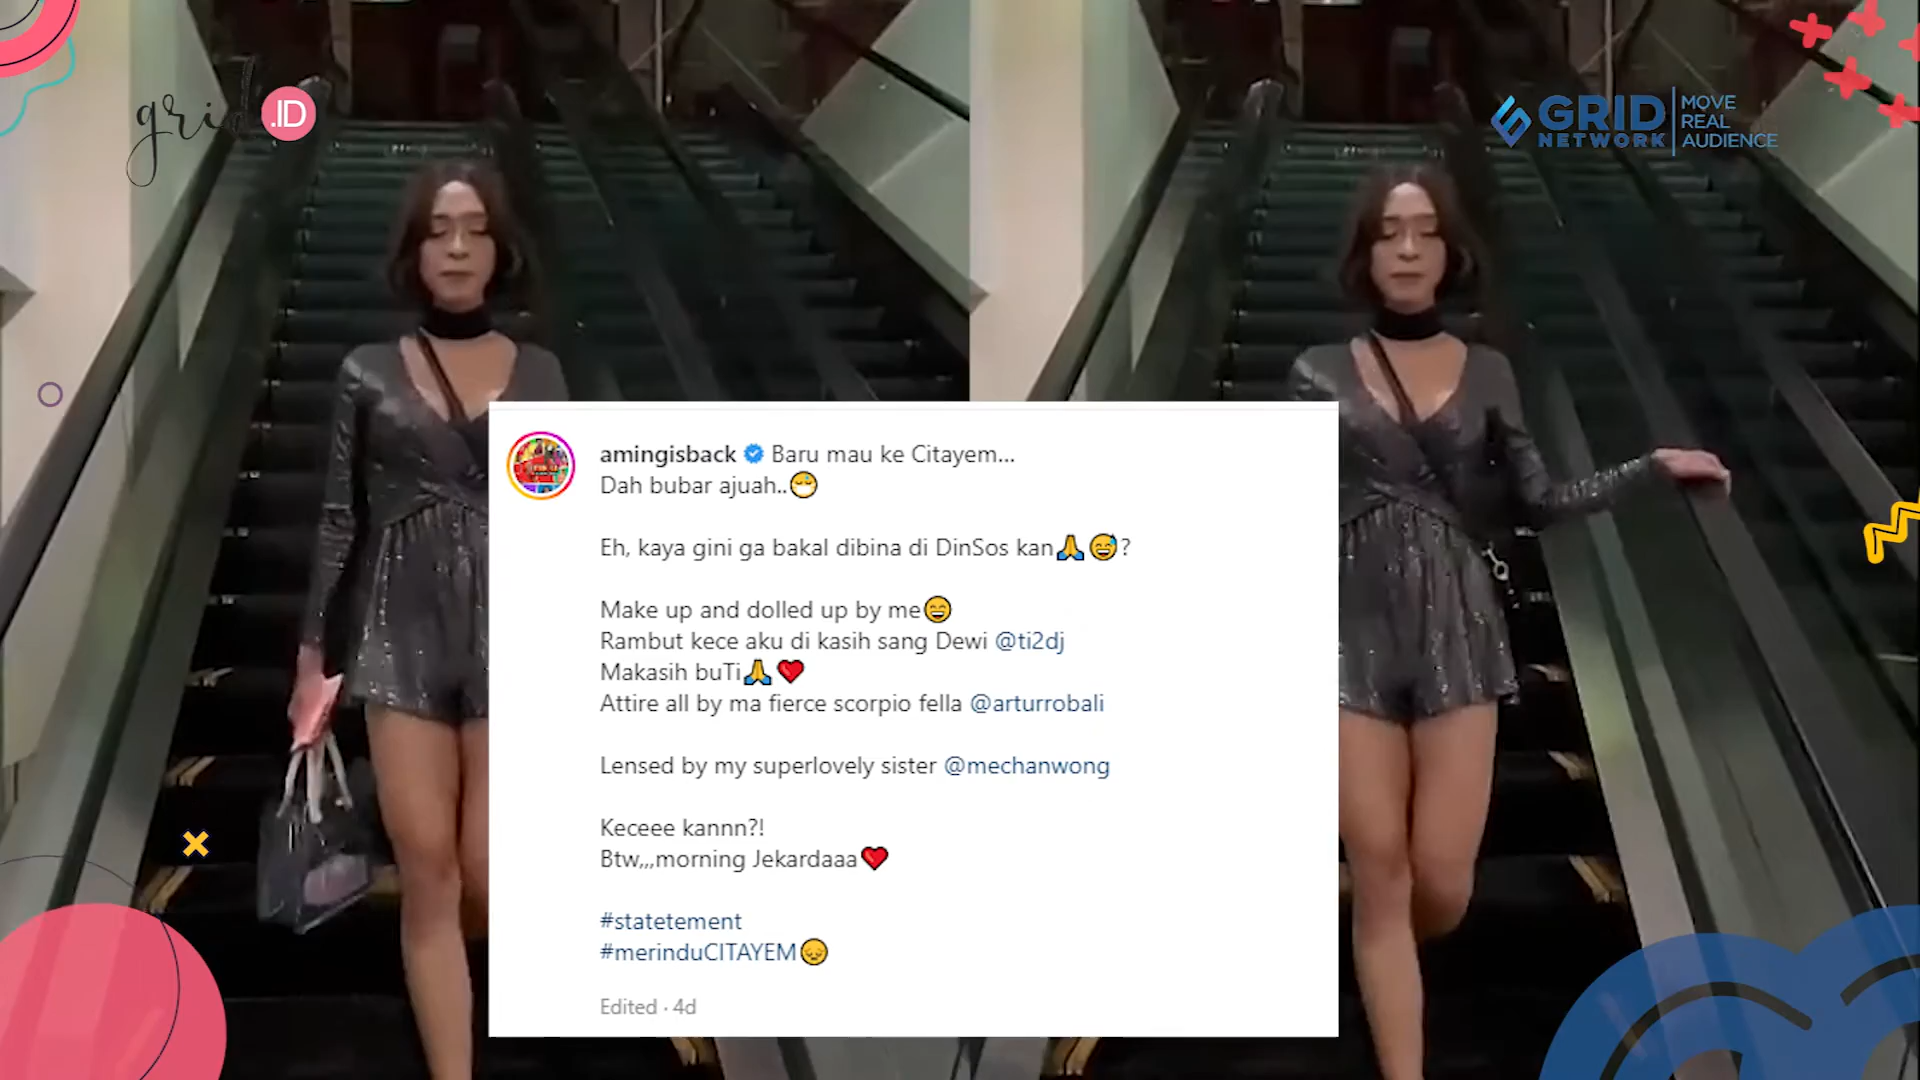 grid.ID
GRID NETWORK
MOVE REAL AUDIENCE
amingisback Baru mau ke Citayem...
Dah bubar ajuah..😷
Eh, kaya gini ga bakal dibina di DinSos kan🙏😅?
Make up and dolled up by me😄
Rambut kece aku di kasih sang Dewi @ti2dj
Makasih buTi🙏❤️
Attire all by ma fierce scorpio fella @arturrobali
Lensed by my superlovely sister @mechanwong
Keceee kannn?!
Btw,,,morning Jekardaaa❤️
#statetement
#merinduCITAYEM😞
Edited · 4d